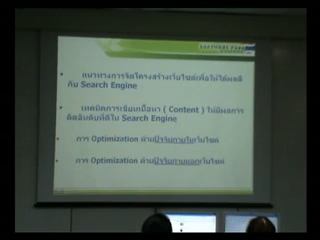 SOFTWARE PARK
• แนวทางการจัดโครงสร้างเว็บไซต์เพื่อให้ได้ผลดี
กับ Search Engine
• เทคนิคการเขียนเนื้อหา ( Content ) ให้มีผลการ
ติดอันดับที่ดีใน Search Engine
• การ Optimization ด้านปัจจัยภายในเว็บไซต์
• การ Optimization ด้านปัจจัยภายนอกเว็บไซต์